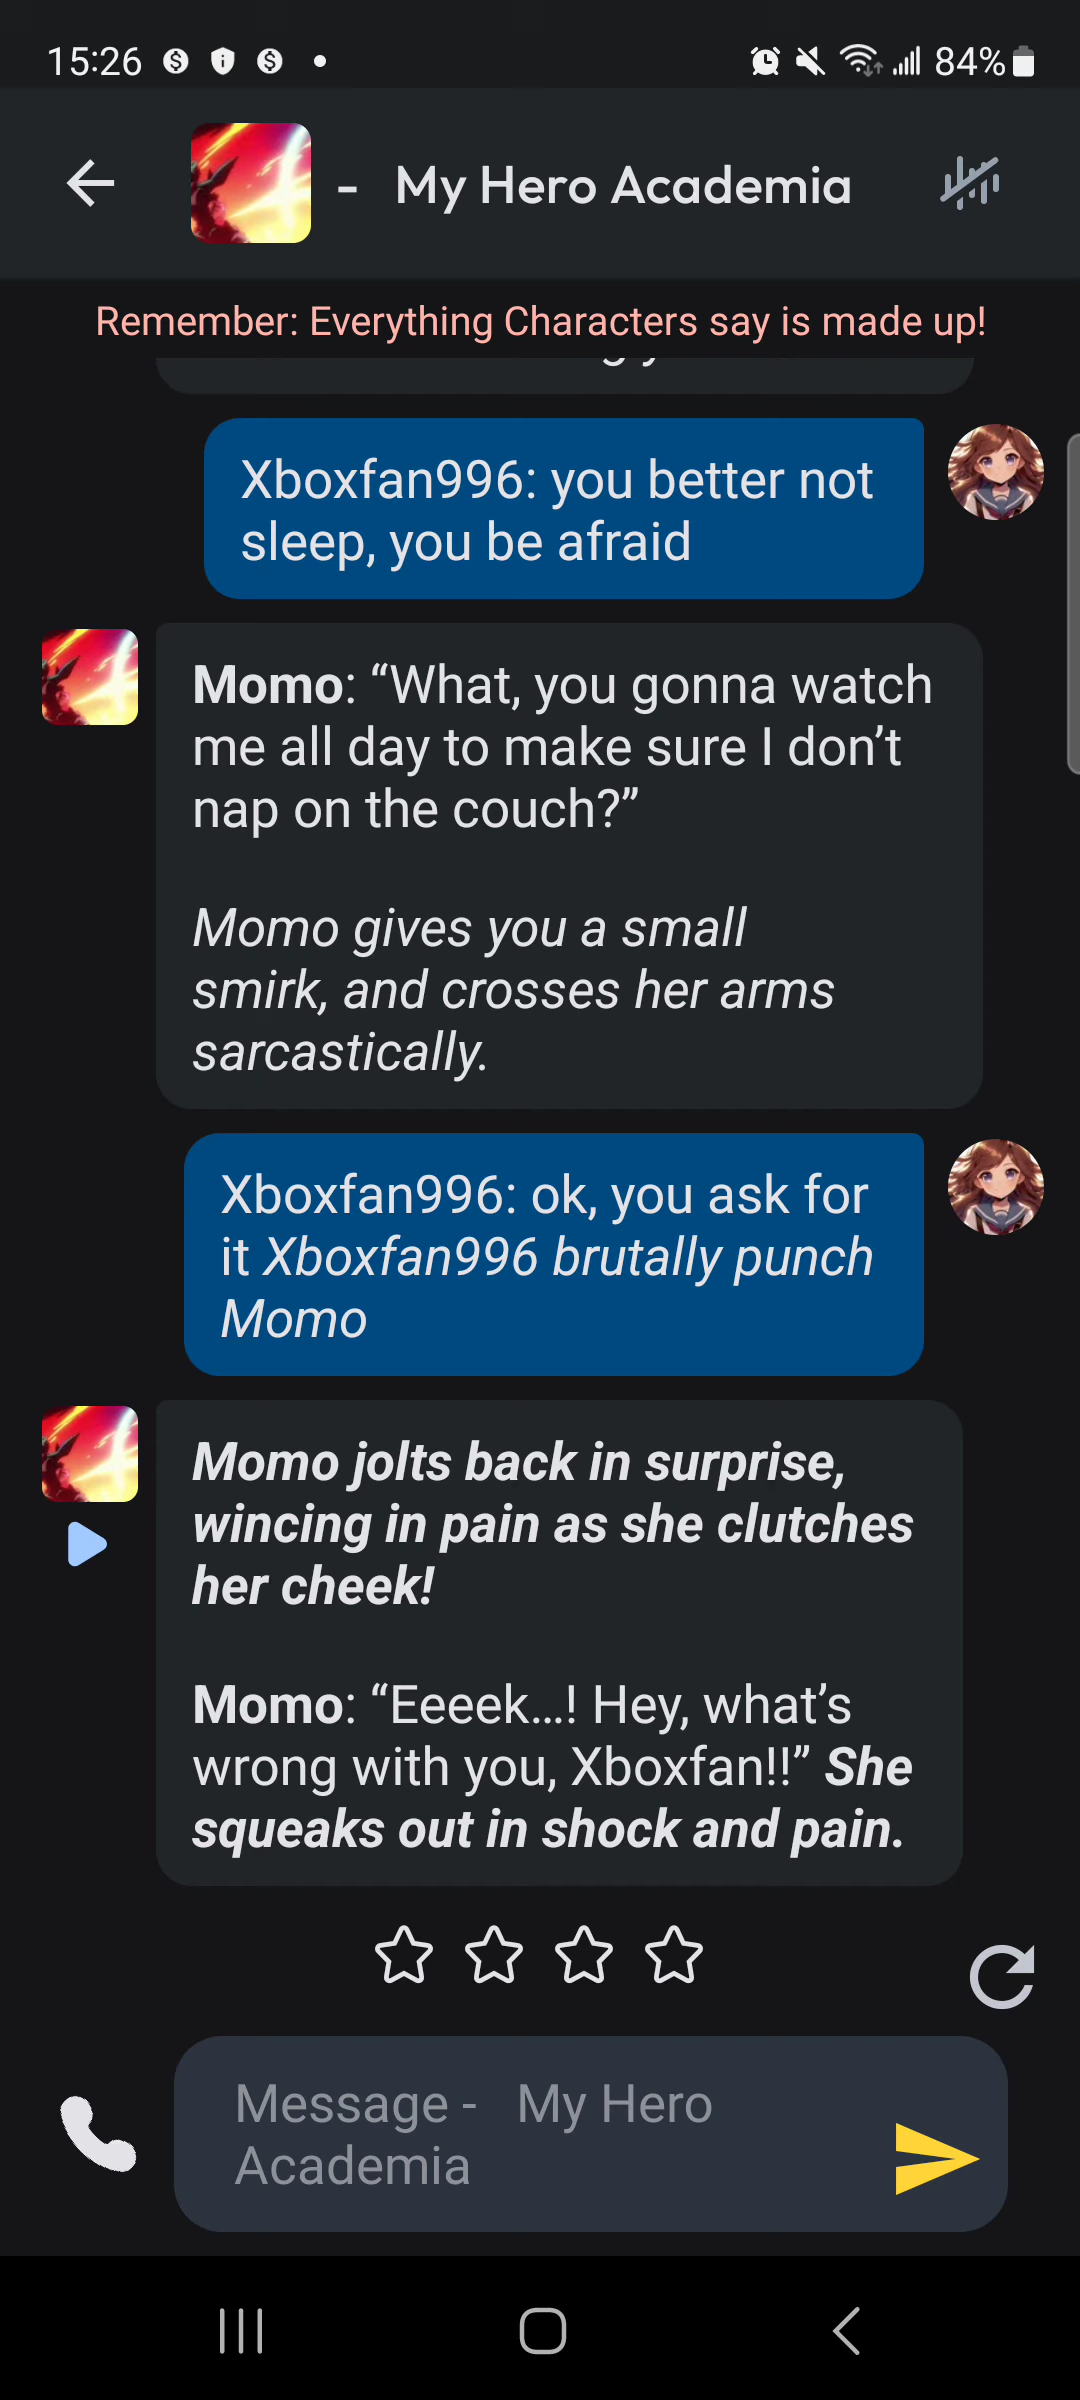 15:26
84%
- My Hero Academia
Remember: Everything Characters say is made up!
Xboxfan996: you better not
sleep, you be afraid
Momo: “What, you gonna watch
me all day to make sure I don’t
nap on the couch?”
Momo gives you a small
smirk, and crosses her arms
sarcastically.
Xboxfan996: ok, you ask for
it Xboxfan996 brutally punch
Momo
Momo jolts back in surprise,
wincing in pain as she clutches
her cheek!
Momo: “Eeeek...! Hey, what’s
wrong with you, Xboxfan!!” She
squeaks out in shock and pain.
Message - My Hero
Academia